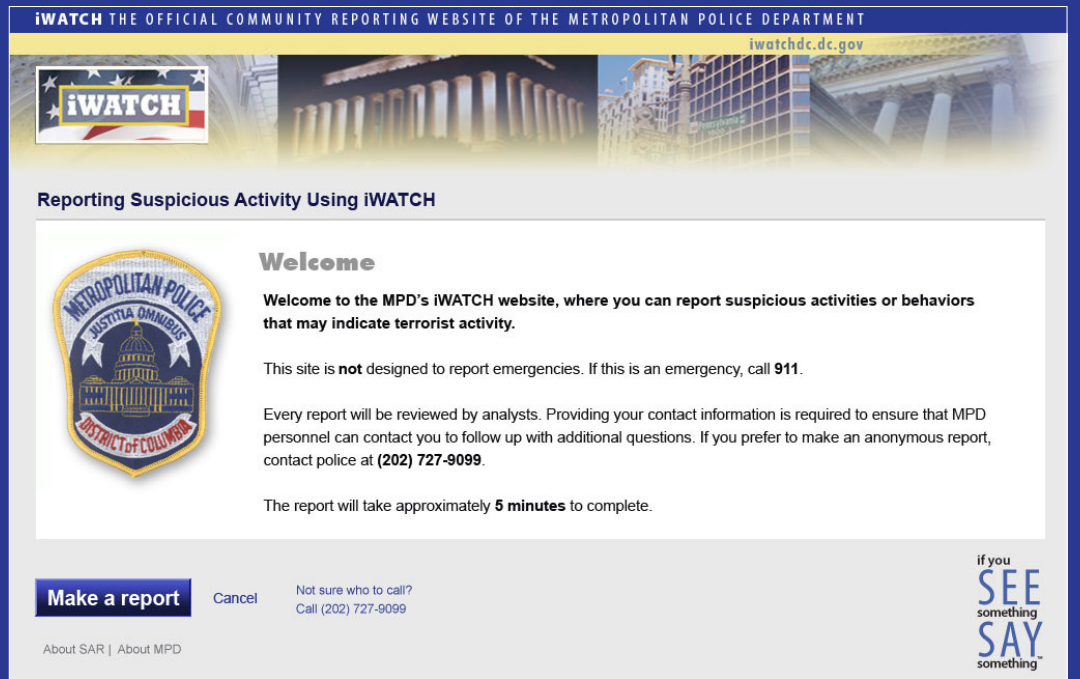 iWATCH THE OFFICIAL COMMUNITY REPORTING WEBSITE OF THE METROPOLITAN POLICE DEPARTMENT
iwatchdc.dc.gov
iWATCH
Reporting Suspicious Activity Using iWATCH
METROPOLITAN POLICE
JUSTITIA OMNIBUS
DISTRICT OF COLUMBIA
Welcome
Welcome to the MPD's iWATCH website, where you can report suspicious activities or behaviors
that may indicate terrorist activity.
This site is not designed to report emergencies. If this is an emergency, call 911.
Every report will be reviewed by analysts. Providing your contact information is required to ensure that MPD
personnel can contact you to follow up with additional questions. If you prefer to make an anonymous report,
contact police at (202) 727-9099.
The report will take approximately 5 minutes to complete.
Make a report
Cancel
Not sure who to call?
Call (202) 727-9099
About SAR | About MPD
if you
SEE
something
SAY
something™